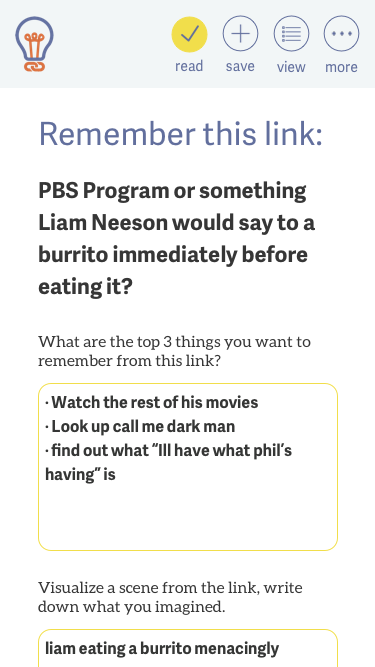 read save view more
Remember this link:
PBS Program or something
Liam Neeson would say to a
burrito immediately before
eating it?
What are the top 3 things you want to
remember from this link?
· Watch the rest of his movies
· Look up call me dark man
· find out what “Ill have what phil’s
having” is
Visualize a scene from the link, write
down what you imagined.
liam eating a burrito menacingly